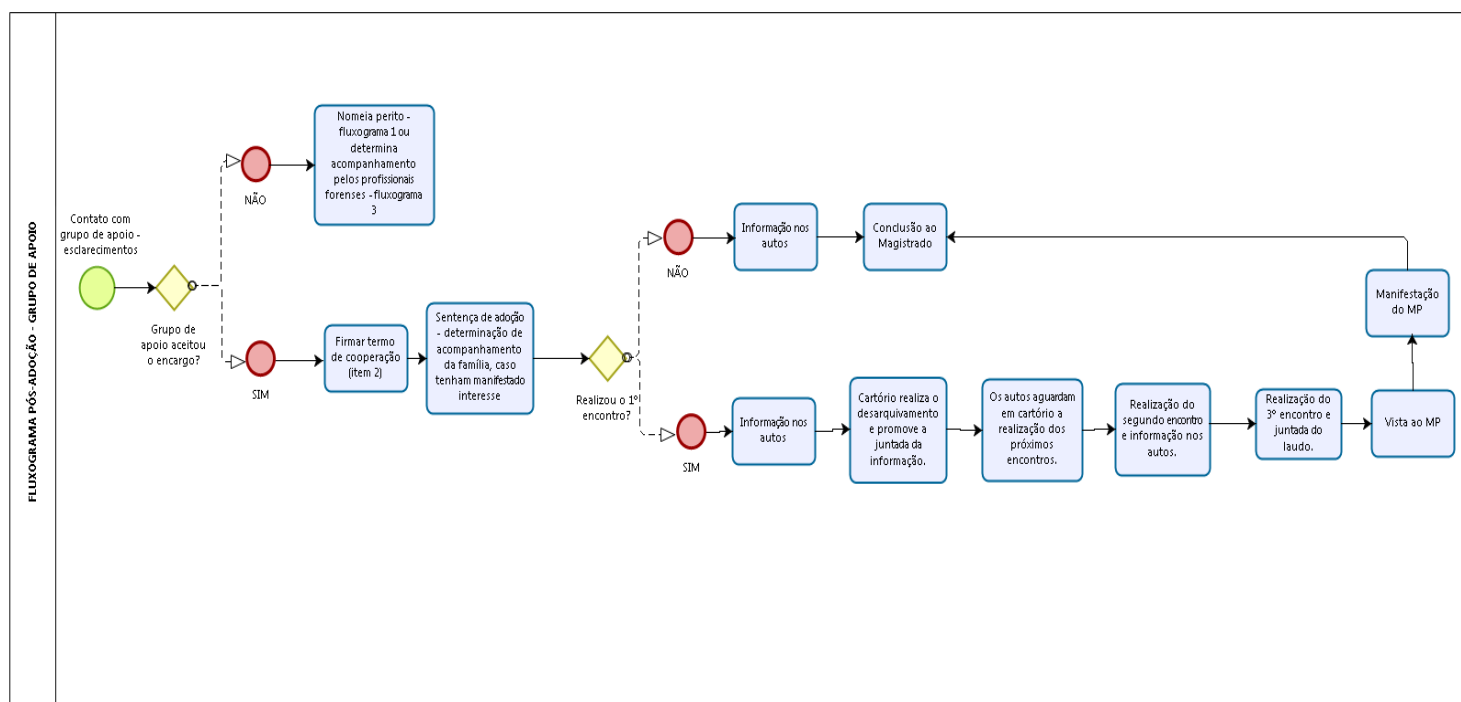 FLUXOGRAMA PÓS-ADOÇÃO - GRUPO DE APOIO
Contato com
grupo de apoio -
esclarecimentos
Grupo de
apoio aceitou
o encargo?
NÃO
Nomeia perito -
fluxograma 1 ou
determina
acompanhamento
pelos profissionais
forenses - fluxograma
3
SIM
Firmar termo
de cooperação
(item 2)
Sentença de adoção
- determinação de
acompanhamento
da família, caso
tenham manifestado
interesse
Realizou o 1º
encontro?
NÃO
Informação nos
autos
Conclusão ao
Magistrado
SIM
Informação nos
autos
Cartório realiza o
desarquivamento
e promove a
juntada da
informação.
Os autos aguardam
em cartório a
realização dos
próximos
encontros.
Realização do
segundo encontro
e informação nos
autos.
Realização do
3º encontro e
juntada do
laudo.
Vista ao MP
Manifestação
do MP